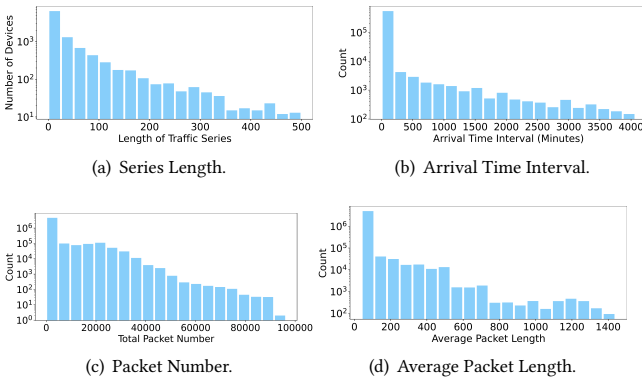 Number of Devices
10³
10²
10¹
0 100 200 300 400 500
Length of Traffic Series
(a) Series Length.
Count
10⁵
10⁴
10³
10²
0 500 1000 1500 2000 2500 3000 3500 4000
Arrival Time Interval (Minutes)
(b) Arrival Time Interval.
Count
10⁶
10⁵
10⁴
10³
10²
10¹
10⁰
0 20000 40000 60000 80000 100000
Total Packet Number
(c) Packet Number.
Count
10⁶
10⁵
10⁴
10³
10²
200 400 600 800 1000 1200 1400
Average Packet Length
(d) Average Packet Length.